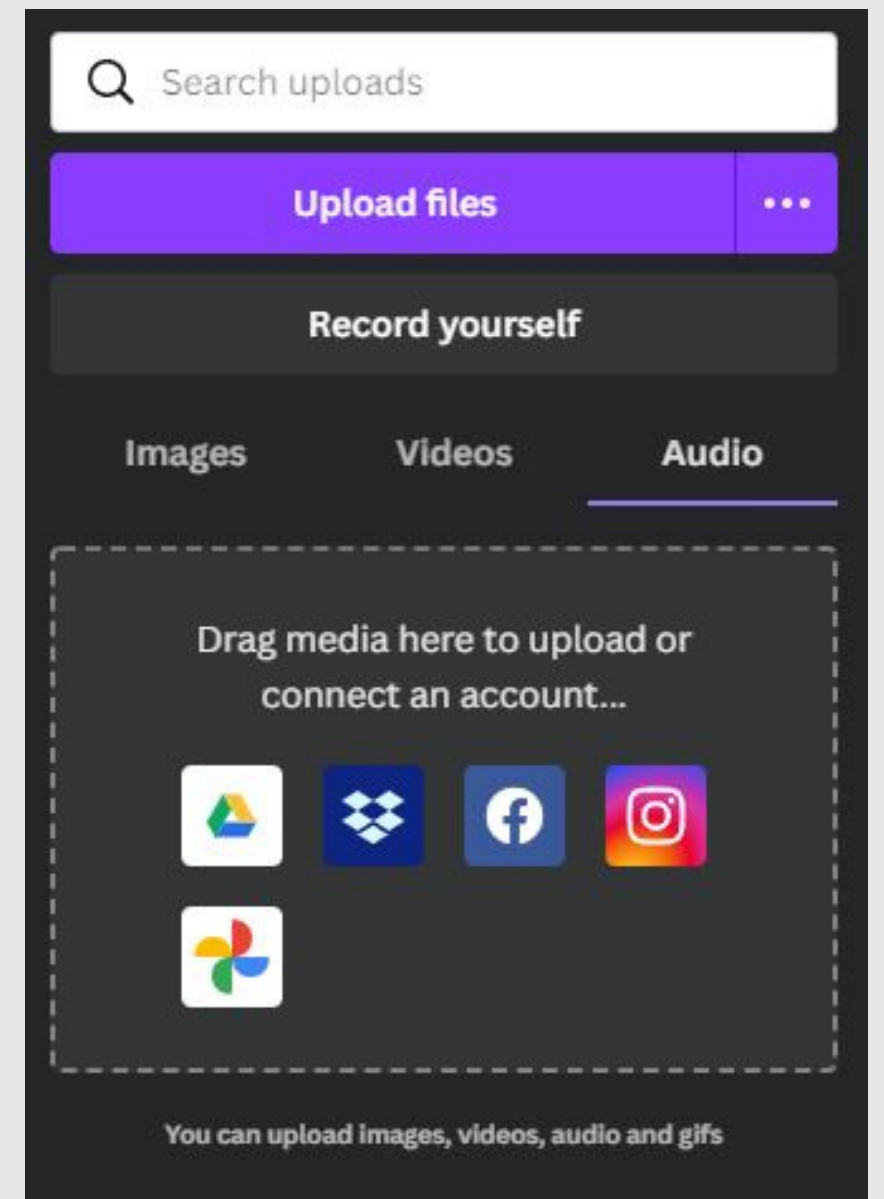 Search uploads
Upload files
Record yourself
Images Videos Audio
Drag media here to upload or
connect an account...
You can upload images, videos, audio and gifs